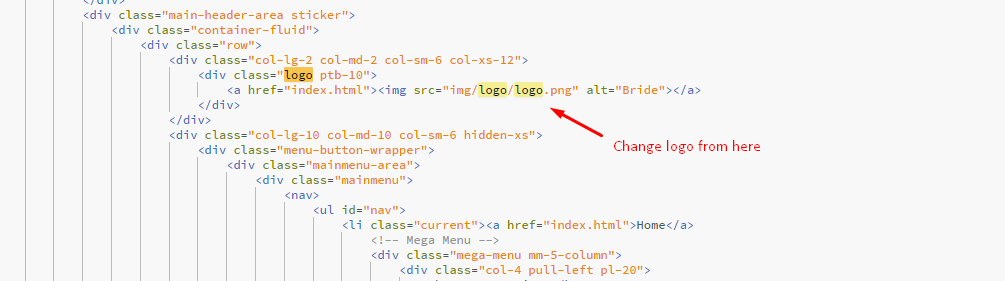 </div>
<div class="main-header-area sticker">
<div class="container-fluid">
<div class="row">
<div class="col-lg-2 col-md-2 col-sm-6 col-xs-12">
<div class="logo ptb-10">
<a href="index.html"><img src="img/logo/logo.png" alt="Bride"></a>
</div>
</div>
<div class="col-lg-10 col-md-10 col-sm-6 hidden-xs">
Change logo from here
<div class="menu-button-wrapper">
<div class="mainmenu-area">
<div class="mainmenu">
<nav>
<ul id="nav">
<li class="current"><a href="index.html">Home</a>
<!-- Mega Menu -->
<div class="mega-menu mm-5-column">
<div class="col-4 pull-left pl-20">